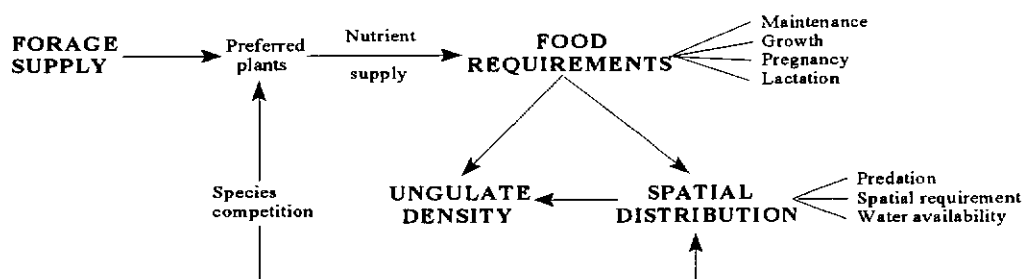 FORAGE
SUPPLY
Preferred
plants
Nutrient
supply
FOOD
REQUIREMENTS
Maintenance
Growth
Pregnancy
Lactation
Species
competition
UNGULATE
DENSITY
SPATIAL
DISTRIBUTION
Predation
Spatial requirement
Water availability